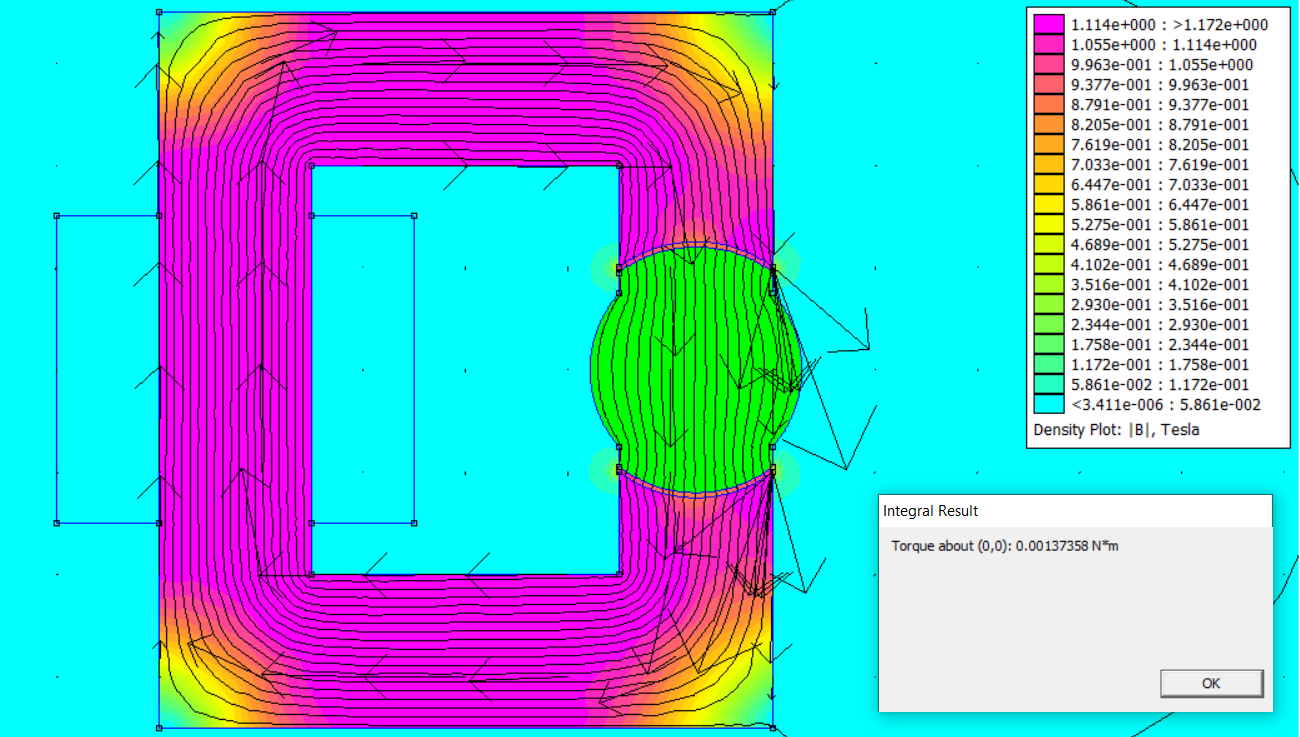 1.114e+000 : >1.172e+000
1.055e+000 : 1.114e+000
9.963e-001 : 1.055e+000
9.377e-001 : 9.963e-001
8.791e-001 : 9.377e-001
8.205e-001 : 8.791e-001
7.619e-001 : 8.205e-001
7.033e-001 : 7.619e-001
6.447e-001 : 7.033e-001
5.861e-001 : 6.447e-001
5.275e-001 : 5.861e-001
4.689e-001 : 5.275e-001
4.102e-001 : 4.689e-001
3.516e-001 : 4.102e-001
2.930e-001 : 3.516e-001
2.344e-001 : 2.930e-001
1.758e-001 : 2.344e-001
1.172e-001 : 1.758e-001
5.861e-002 : 1.172e-001
<3.411e-006 : 5.861e-002
Density Plot: |B|, Tesla
Integral Result
Torque about (0,0): 0.00137358 N*m
OK